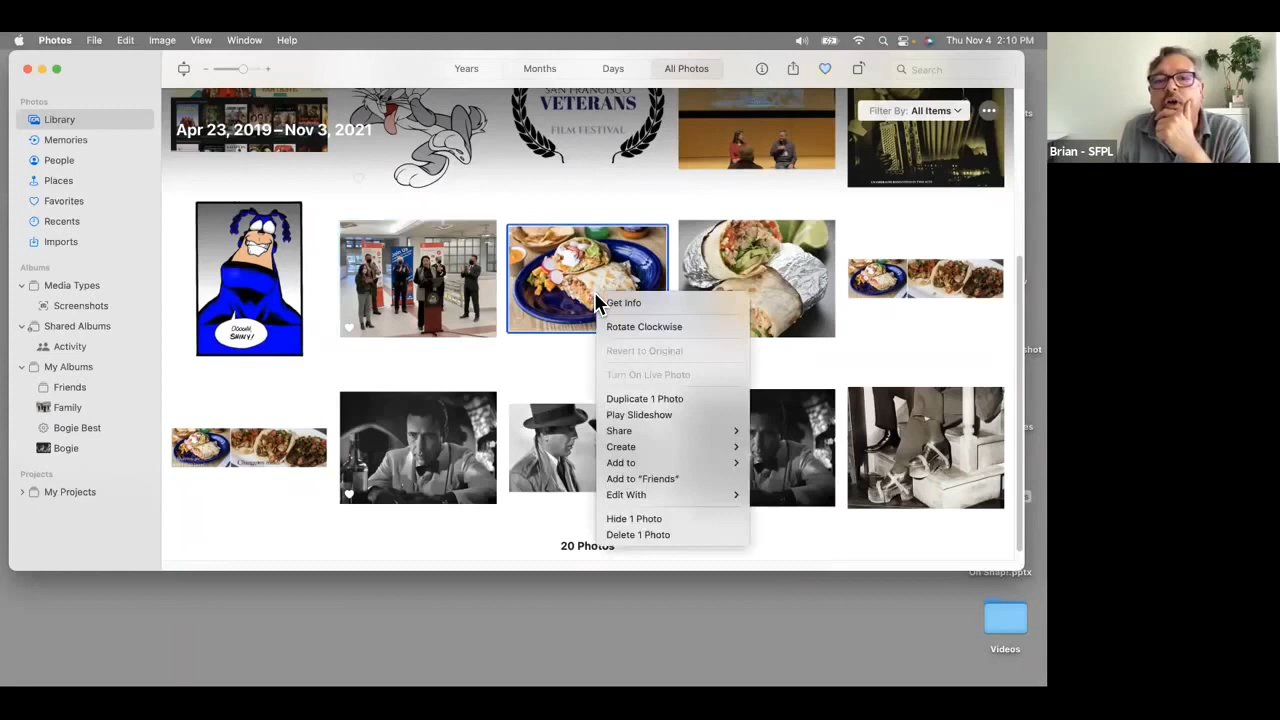 Photos File Edit Image View Window Help
Thu Nov 4 2:10 PM
Years Months Days All Photos
Search
Photos
Library
Memories
People
Places
Favorites
Recents
Imports
Albums
Media Types
Screenshots
Shared Albums
Activity
My Albums
Friends
Family
Bogie Best
Bogie
Projects
My Projects
Apr 23, 2019 – Nov 3, 2021
Filter By: All Items
SAN FRANCISCO
VETERANS
FILM FESTIVAL
OOOOH,
SHINY!
Get Info
Rotate Clockwise
Revert to Original
Turn On Live Photo
Duplicate 1 Photo
Play Slideshow
Share
Create
Add to
Add to "Friends"
Edit With
Hide 1 Photo
Delete 1 Photo
20 Photos
Videos
Brian - SFPL